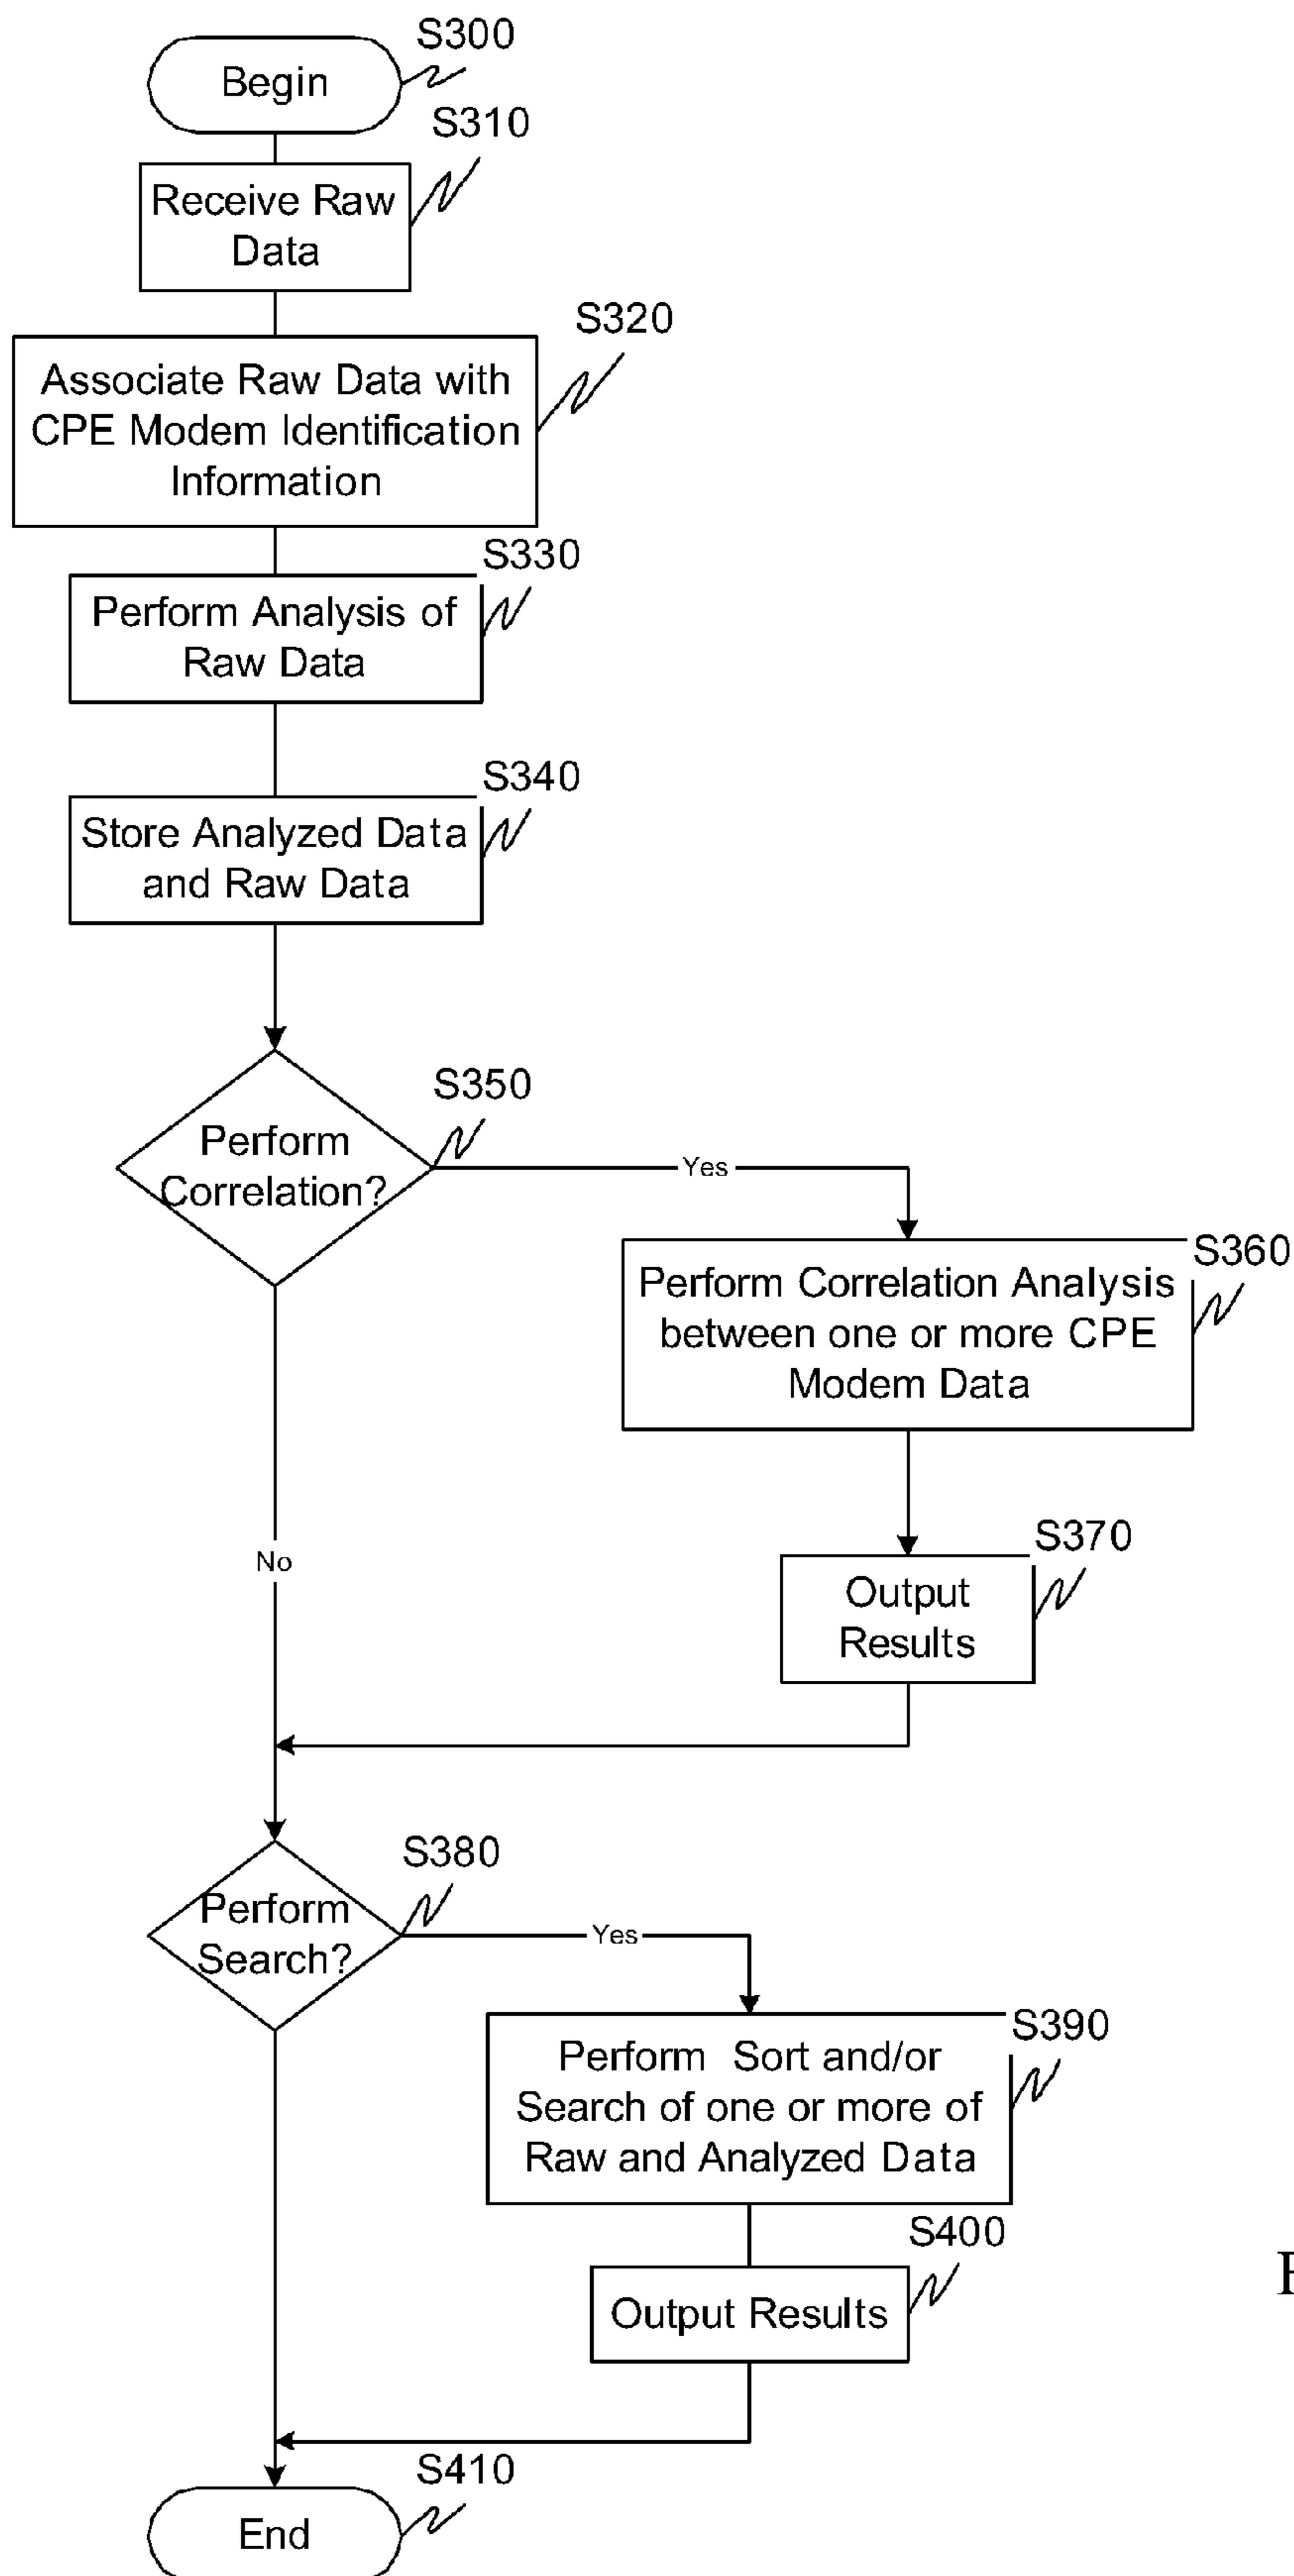 S300
Begin
S310
Receive Raw
Data
S320
Associate Raw Data with
CPE Modem Identification
Information
S330
Perform Analysis of
Raw Data
S340
Store Analyzed Data
and Raw Data
S350
Perform
Correlation?
Yes
S360
Perform Correlation Analysis
between one or more CPE
Modem Data
S370
Output
Results
No
S380
Perform
Search?
Yes
S390
Perform Sort and/or
Search of one or more of
Raw and Analyzed Data
S400
Output Results
S410
End